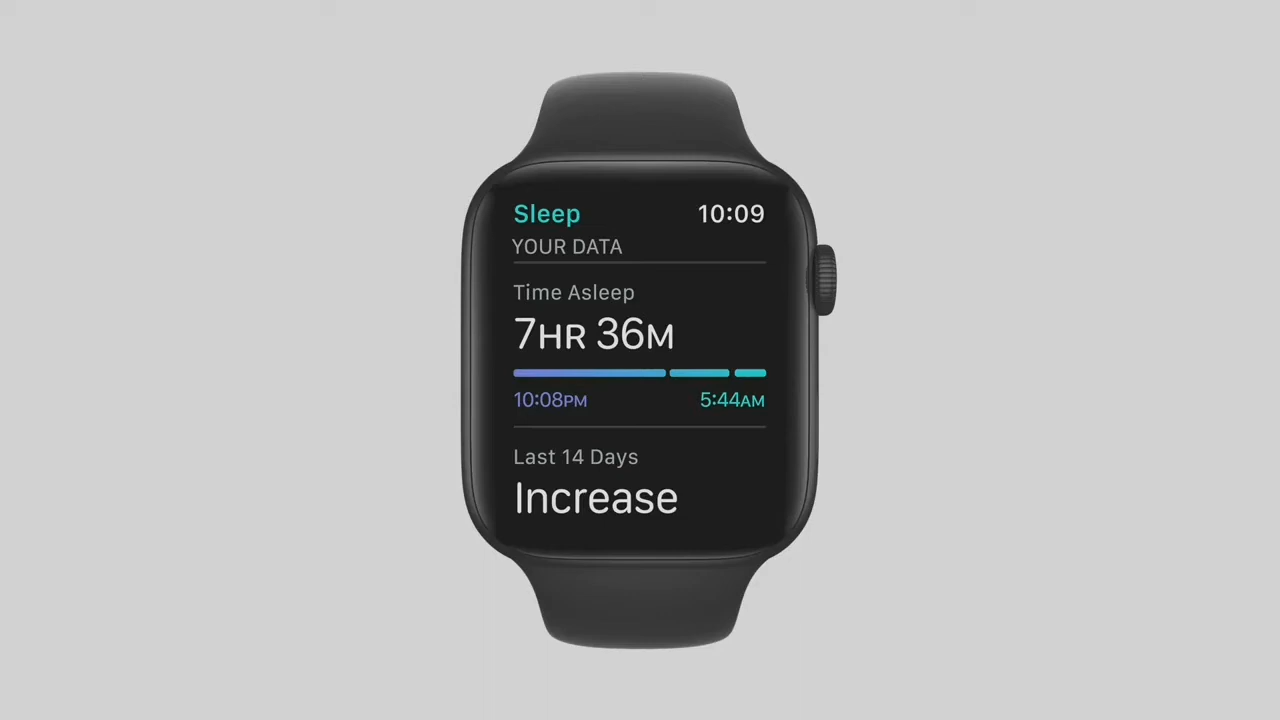 Sleep 10:09
YOUR DATA
Time Asleep
7HR 36M
10:08PM 5:44AM
Last 14 Days
Increase